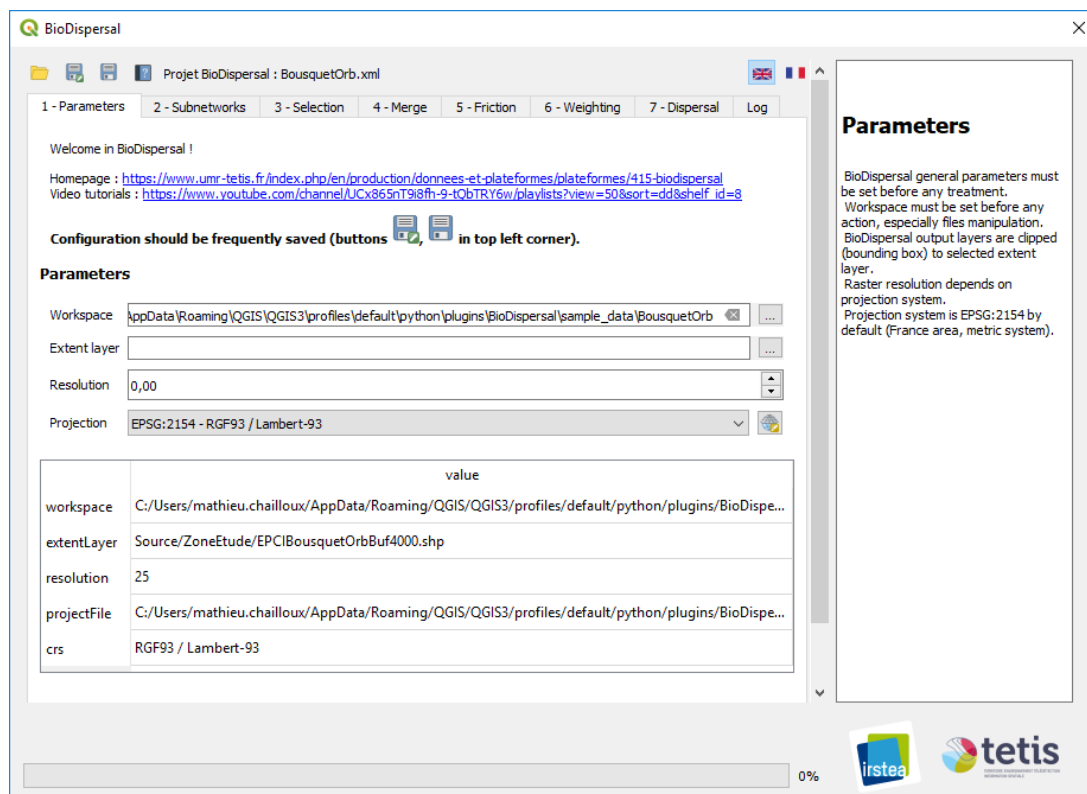 BioDispersal
Projet BioDispersal : BousquetOrb.xml
1 - Parameters 2 - Subnetworks 3 - Selection 4 - Merge 5 - Friction 6 - Weighting 7 - Dispersal Log
Welcome in BioDispersal !
Homepage : https://www.umr-tetis.fr/index.php/en/production/donnees-et-plateformes/plateformes/415-biodispersal
Video tutorials : https://www.youtube.com/channel/UCx865nT9i8fh-9-tQbTRY6w/playlists?view=50&sort=dd&shelf_id=8
Configuration should be frequently saved (buttons , in top left corner).
Parameters
Workspace AppData\Roaming\QGIS\QGIS3\profiles\default\python\plugins\BioDispersal\sample_data\BousquetOrb ...
Extent layer ...
Resolution 0,00
Projection EPSG:2154 - RGF93 / Lambert-93
value
workspace C:/Users/mathieu.chailloux/AppData/Roaming/QGIS/QGIS3/profiles/default/python/plugins/BioDispe...
extentLayer Source/ZoneEtude/EPCIBousquetOrbBuf4000.shp
resolution 25
projectFile C:/Users/mathieu.chailloux/AppData/Roaming/QGIS/QGIS3/profiles/default/python/plugins/BioDispe...
crs RGF93 / Lambert-93
Parameters
BioDispersal general parameters must
be set before any treatment.
Workspace must be set before any
action, especially files manipulation.
BioDispersal output layers are clipped
(bounding box) to selected extent
layer.
Raster resolution depends on
projection system.
Projection system is EPSG:2154 by
default (France area, metric system).
0%
irstea
tetis